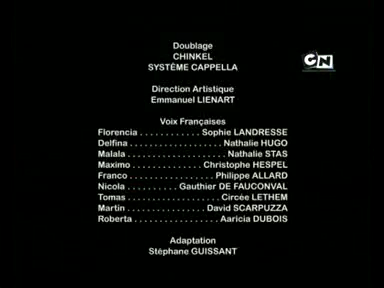 Doublage
CHINKEL
SYSTÈME CAPPELLA
CN
Direction Artistique
Emmanuel LIENART
Voix Françaises
Florencia . . . . . . . . . . . . Sophie LANDRESSE
Delfina . . . . . . . . . . . . . . . . . . Nathalie HUGO
Malala . . . . . . . . . . . . . . . . . . . Nathalie STAS
Maximo . . . . . . . . . . . . . . Christophe HESPEL
Franco . . . . . . . . . . . . . . . . . Philippe ALLARD
Nicola . . . . . . . . . . Gauthier DE FAUCONVAL
Tomas . . . . . . . . . . . . . . . . . . Circée LETHEM
Martin . . . . . . . . . . . . . . . David SCARPUZZA
Roberta . . . . . . . . . . . . . . . . . Aaricia DUBOIS
Adaptation
Stéphane GUISSANT